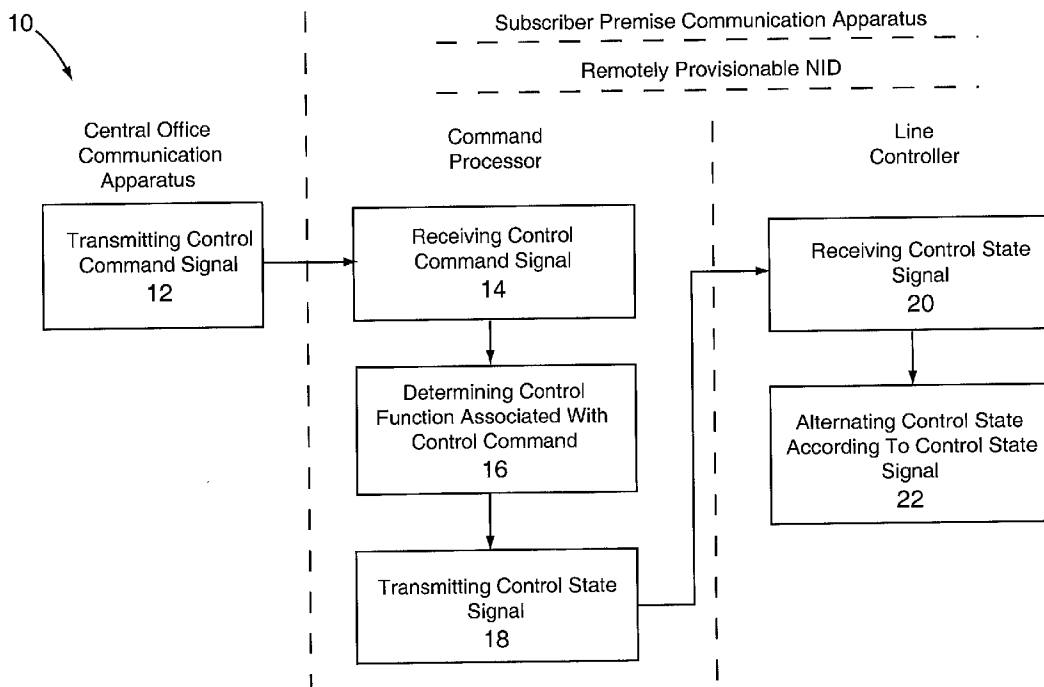 10
Subscriber Premise Communication Apparatus
Remotely Provisionable NID
Central Office
Communication
Apparatus
Command
Processor
Line
Controller
Transmitting Control
Command Signal
12
Receiving Control
Command Signal
14
Determining Control
Function Associated With
Control Command
16
Transmitting Control State
Signal
18
Receiving Control State
Signal
20
Alternating Control State
According To Control State
Signal
22